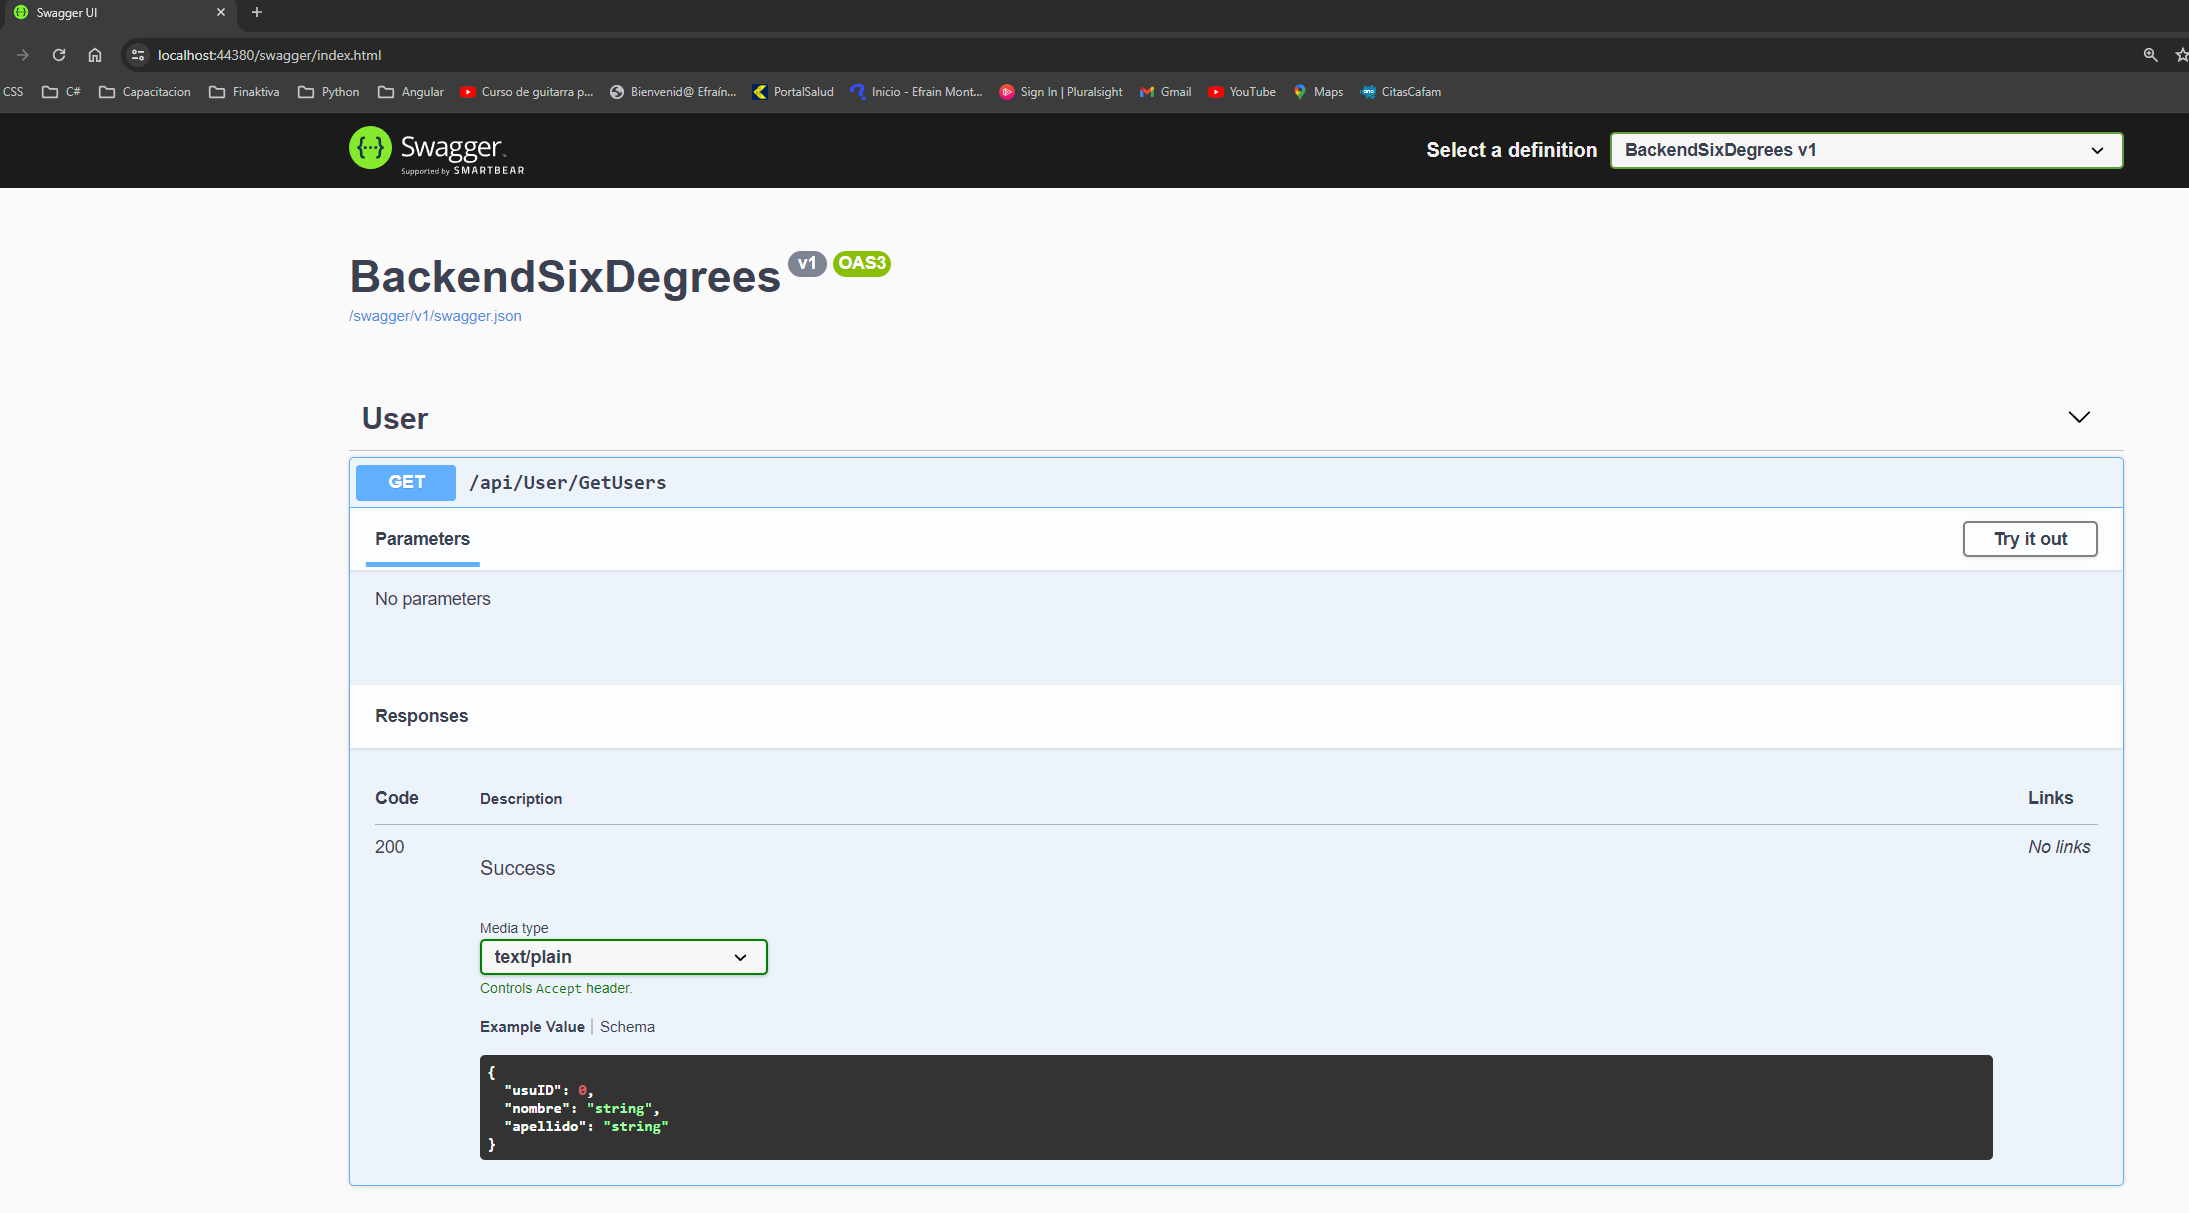 Swagger UI
localhost:44380/swagger/index.html
CSS C# Capacitacion Finaktiva Python Angular Curso de guitarra p... Bienvenid@ Efraín... PortalSalud Inicio - Efrain Mont... Sign In | Pluralsight Gmail YouTube Maps CitasCafam
Swagger
Supported by SMARTBEAR
Select a definition BackendSixDegrees v1
BackendSixDegrees v1 OAS3
/swagger/v1/swagger.json
User
GET /api/User/GetUsers
Parameters Try it out
No parameters
Responses
Code Description Links
200 No links
Success
Media type
text/plain
Controls Accept header.
Example Value | Schema
{
"usuID": 0,
"nombre": "string",
"apellido": "string"
}